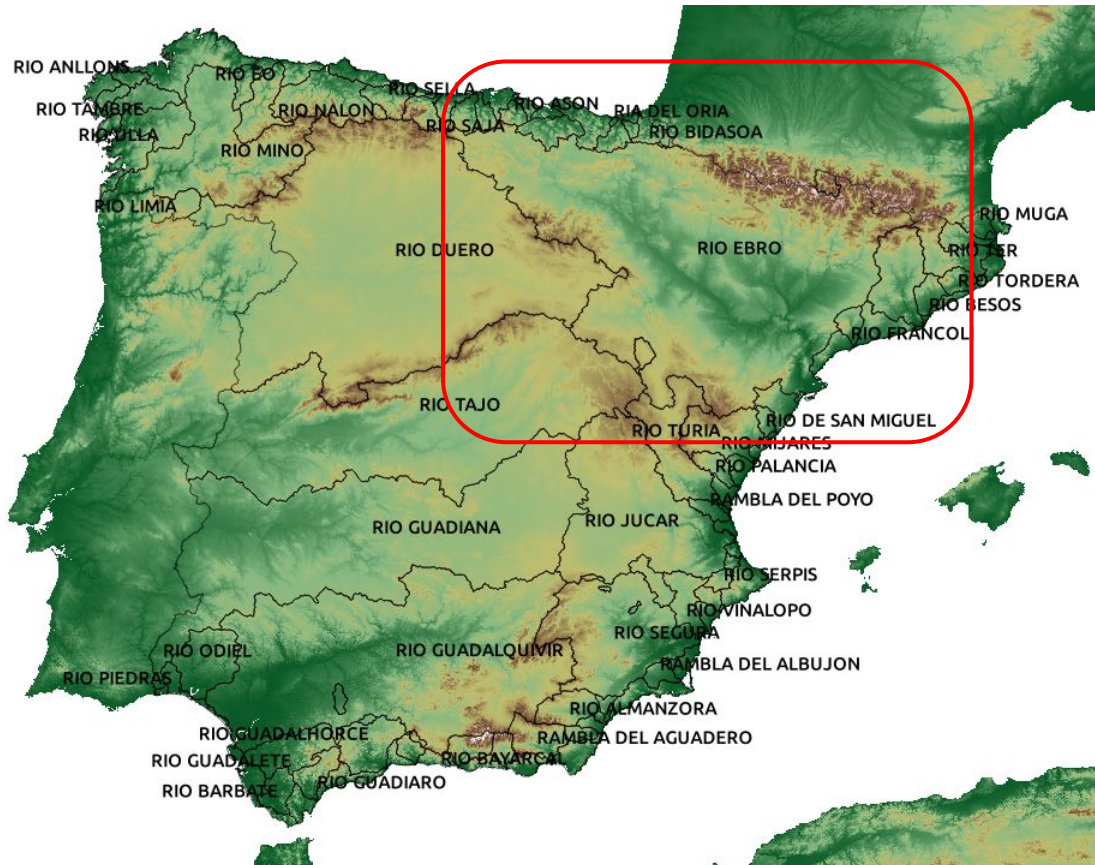 RIO ANLLONS
RIO EO
RIO SELLA
RIO ASON
RIO TAMBRE
RIO NALON
RIA DEL ORIA
RIO ULLA
RIO SAJA
RIO BIDASOA
RIO MINO
RIO LIMIA
RIO MUGA
RIO DUERO
RIO EBRO
RIO TER
RIO TORDERA
RIO BESOS
RIO FRANCOL
RIO TAJO
RIO DE SAN MIGUEL
RIO TURIA
RIO MIJARES
RIO PALANCIA
RAMBLA DEL POYO
RIO GUADIANA
RIO JUCAR
RIO SERPIS
RIO VINALOPO
RIO SEGURA
RIO ODIEL
RIO GUADALQUIVIR
RAMBLA DEL ALBUJON
RIO PIEDRAS
RIO ALMANZORA
RIO GUADALHORCE
RAMBLA DEL AGUADERO
RIO GUADALETE
RIO BAYARCAL
RIO GUADIARO
RIO BARBATE